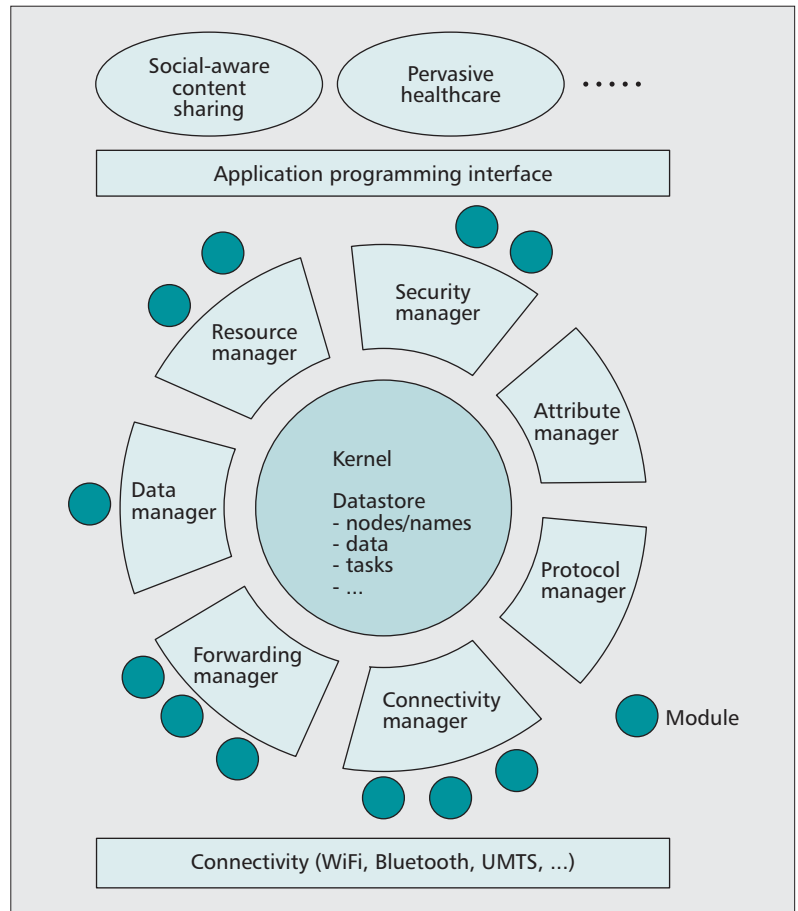 Social-aware
content
sharing
Pervasive
healthcare
.....
Application programming interface
Security
manager
Resource
manager
Attribute
manager
Kernel
Datastore
- nodes/names
- data
- tasks
- ...
Data
manager
Protocol
manager
Forwarding
manager
Connectivity
manager
Module
Connectivity (WiFi, Bluetooth, UMTS, ...)